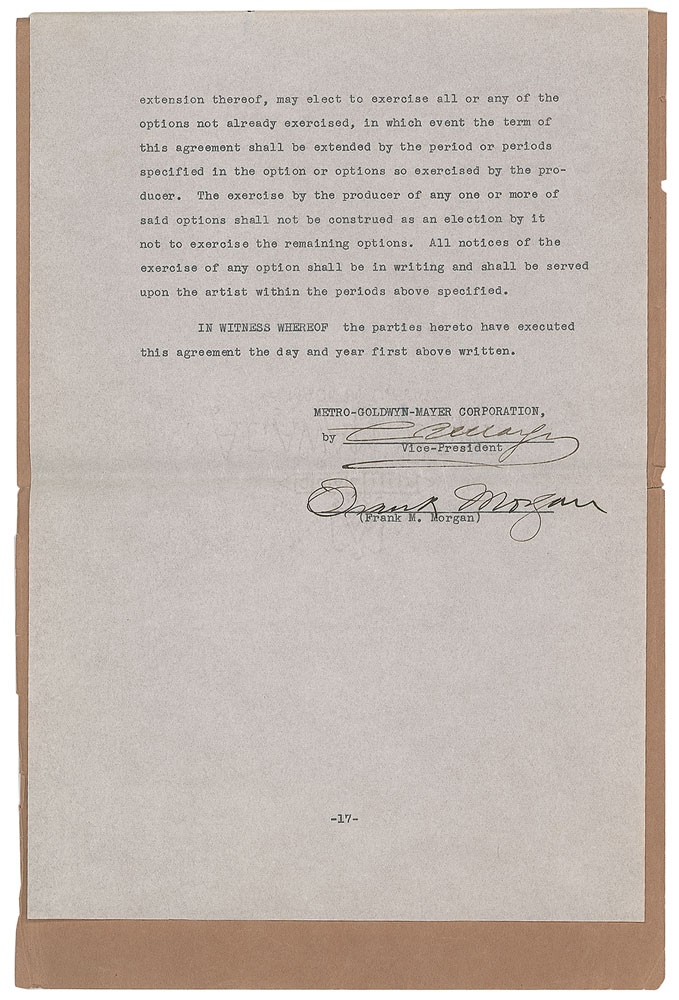 extension thereof, may elect to exercise all or any of the
options not already exercised, in which event the term of
this agreement shall be extended by the period or periods
specified in the option or options so exercised by the pro-
ducer.  The exercise by the producer of any one or more of
said options shall not be construed as an election by it
not to exercise the remaining options.  All notices of the
exercise of any option shall be in writing and shall be served
upon the artist within the periods above specified.
IN WITNESS WHEREOF  the parties hereto have executed
this agreement the day and year first above written.
METRO-GOLDWYN-MAYER CORPORATION,
by
Vice-President
Frank Morgan
(Frank M. Morgan)
-17-